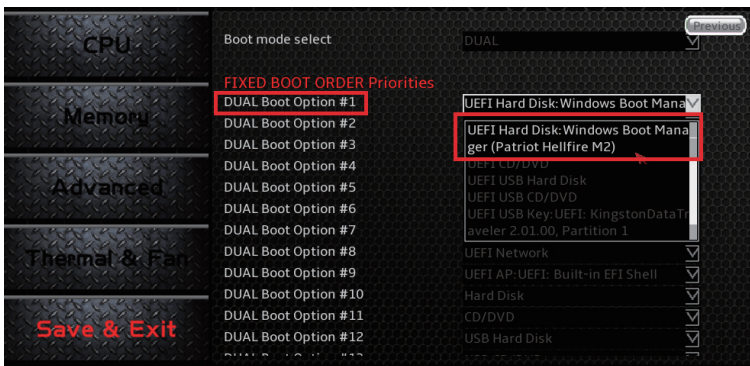 Previous
CPU
Boot mode select
DUAL
FIXED BOOT ORDER Priorities
DUAL Boot Option #1
UEFI Hard Disk:Windows Boot Mana
Memory
DUAL Boot Option #2
UEFI Hard Disk:Windows Boot Mana
DUAL Boot Option #3
ger (Patriot Hellfire M2)
DUAL Boot Option #4
UEFI CD/DVD
Advanced
DUAL Boot Option #5
UEFI USB Hard Disk
UEFI USB CD/DVD
DUAL Boot Option #6
UEFI USB Key:UEFI: KingstonDataTr
DUAL Boot Option #7
aveler 2.01.00, Partition 1
Thermal & Fan
DUAL Boot Option #8
UEFI Network
DUAL Boot Option #9
UEFI AP:UEFI: Built-in EFI Shell
DUAL Boot Option #10
Hard Disk
Save & Exit
DUAL Boot Option #11
CD/DVD
DUAL Boot Option #12
USB Hard Disk